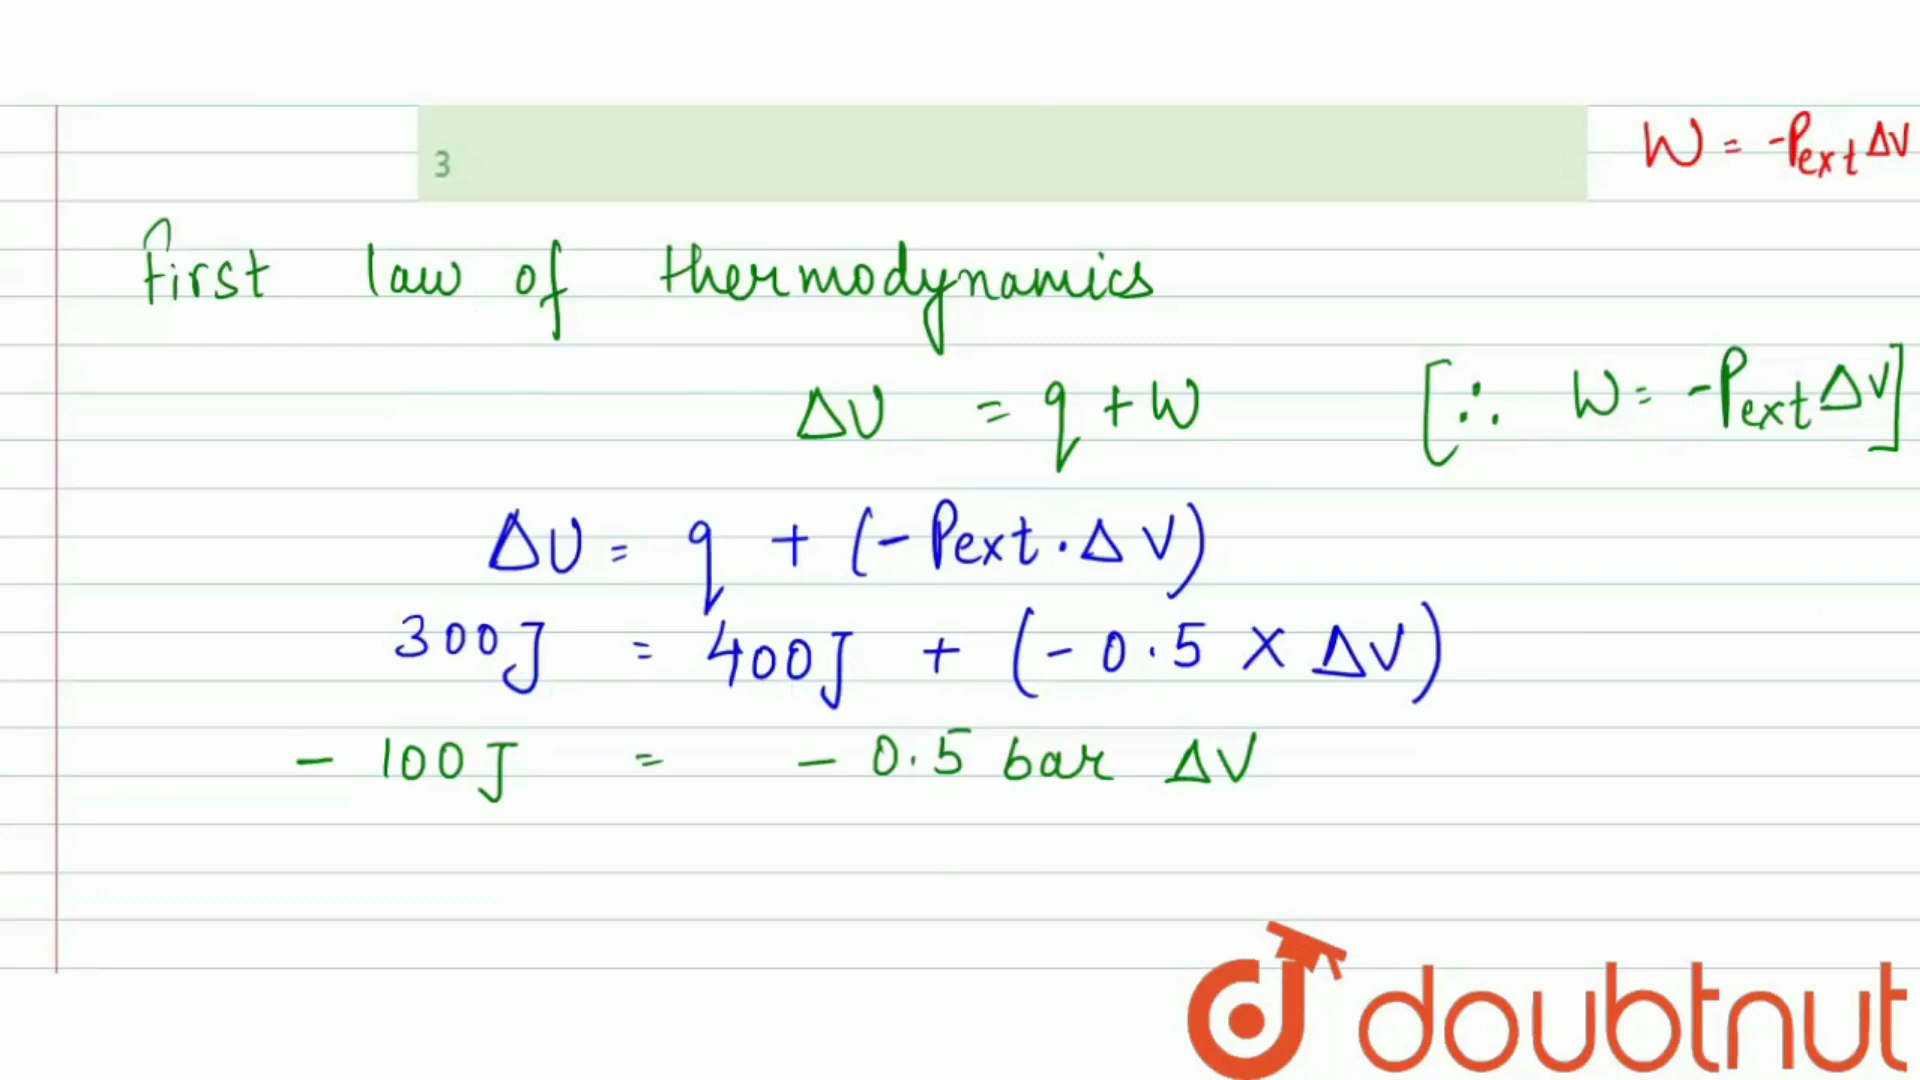 3
W = -Pext ΔV
First law of thermodynamics
ΔU = q + W [∴ W = -Pext ΔV]
ΔU = q + (-Pext . ΔV)
300J = 400J + (-0.5 × ΔV)
- 100J = - 0.5 bar ΔV
doubtnut